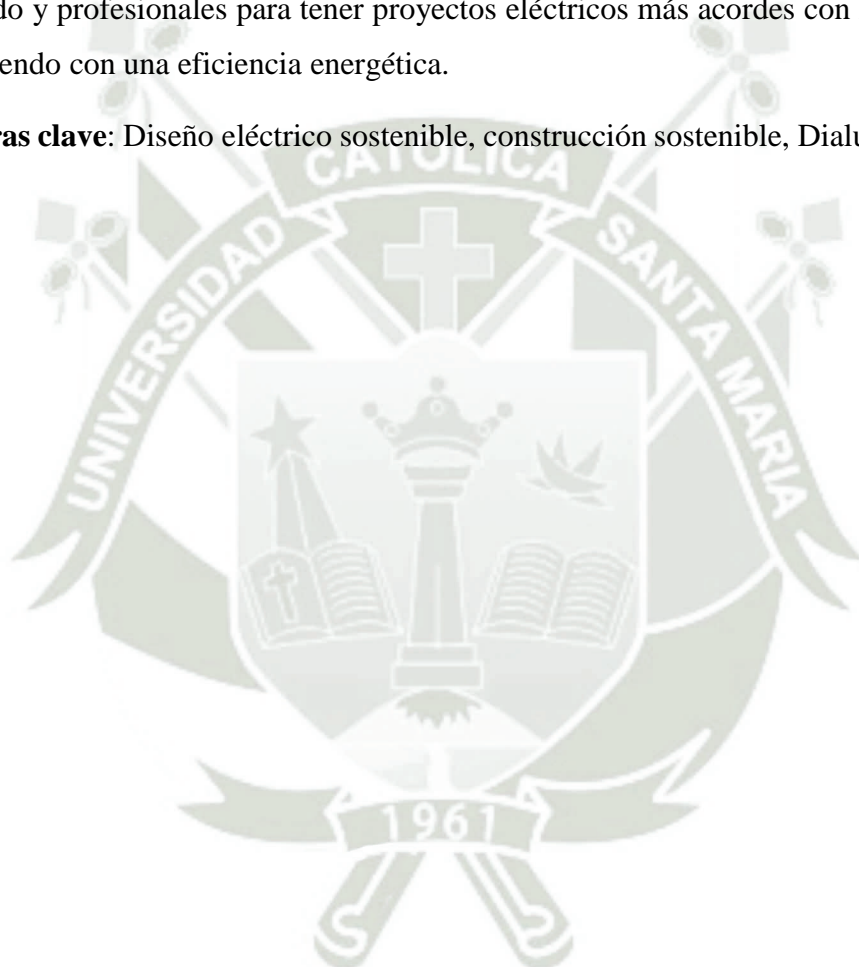 do y profesionales para tener proyectos eléctricos más acordes con
endo con una eficiencia energética.
as clave: Diseño eléctrico sostenible, construcción sostenible, Dialu
UNIVERSIDAD CATOLICA SANTA MARIA
1961